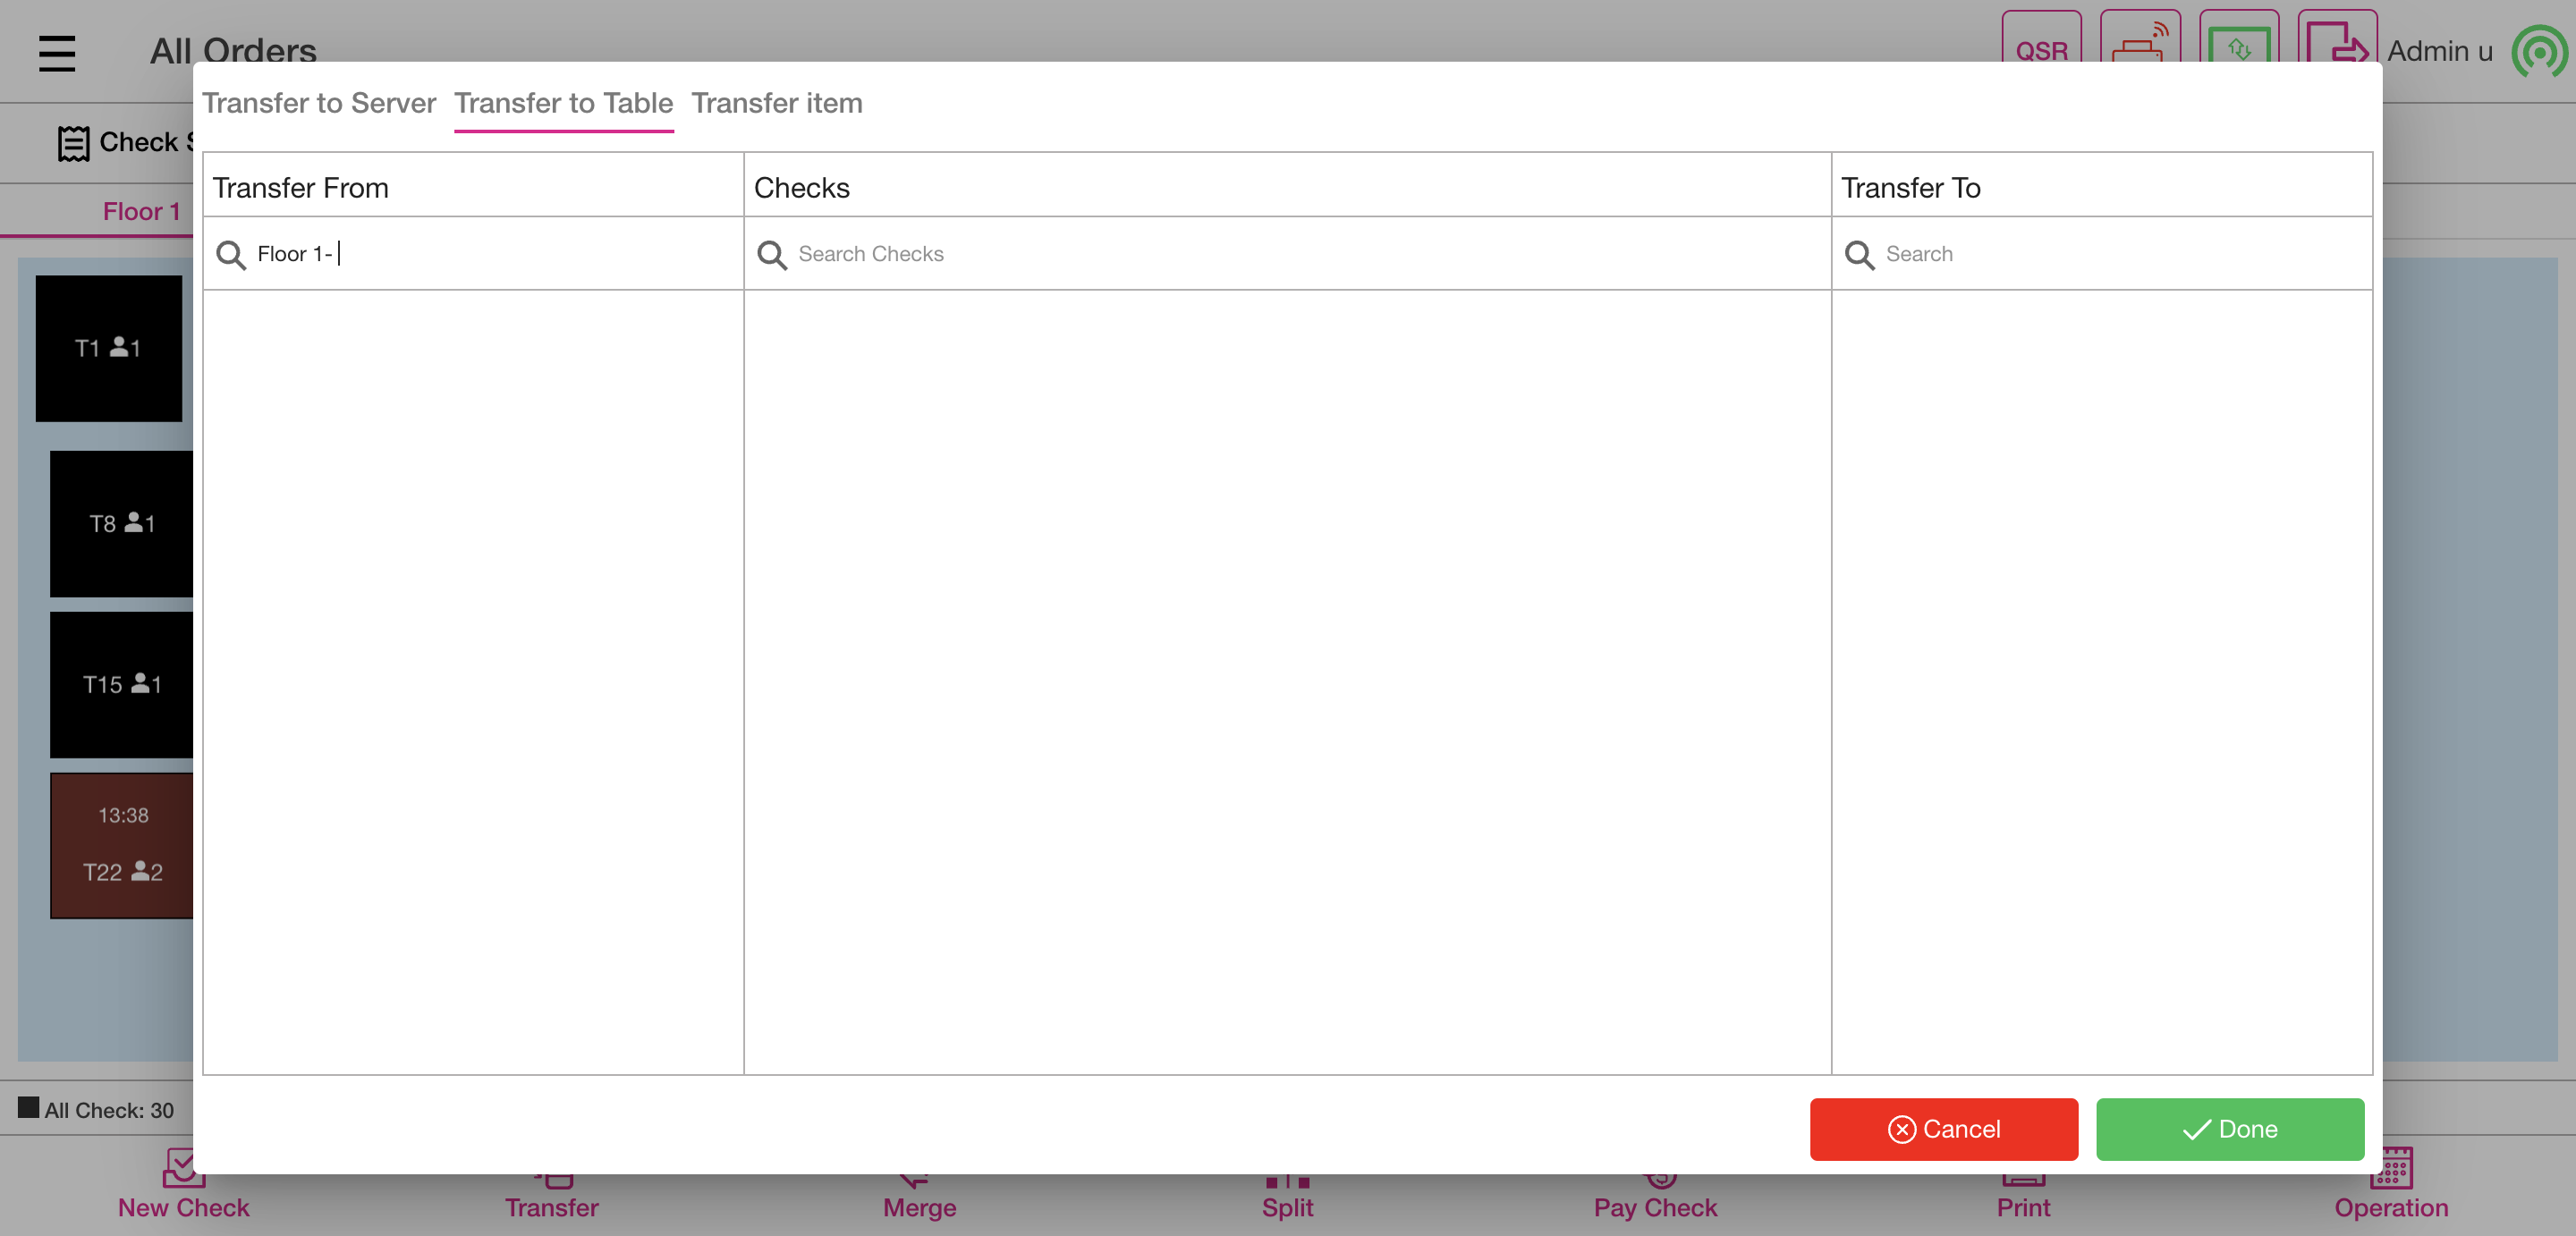 All Orders
QSR
Admin u
Transfer to Server Transfer to Table Transfer item
Check
Transfer From
Checks
Transfer To
Floor 1
Floor 1-
Search Checks
Search
T1 1
T8 1
T15 1
13:38
T22 2
All Check: 30
Cancel
Done
New Check
Transfer
Merge
Split
Pay Check
Print
Operation